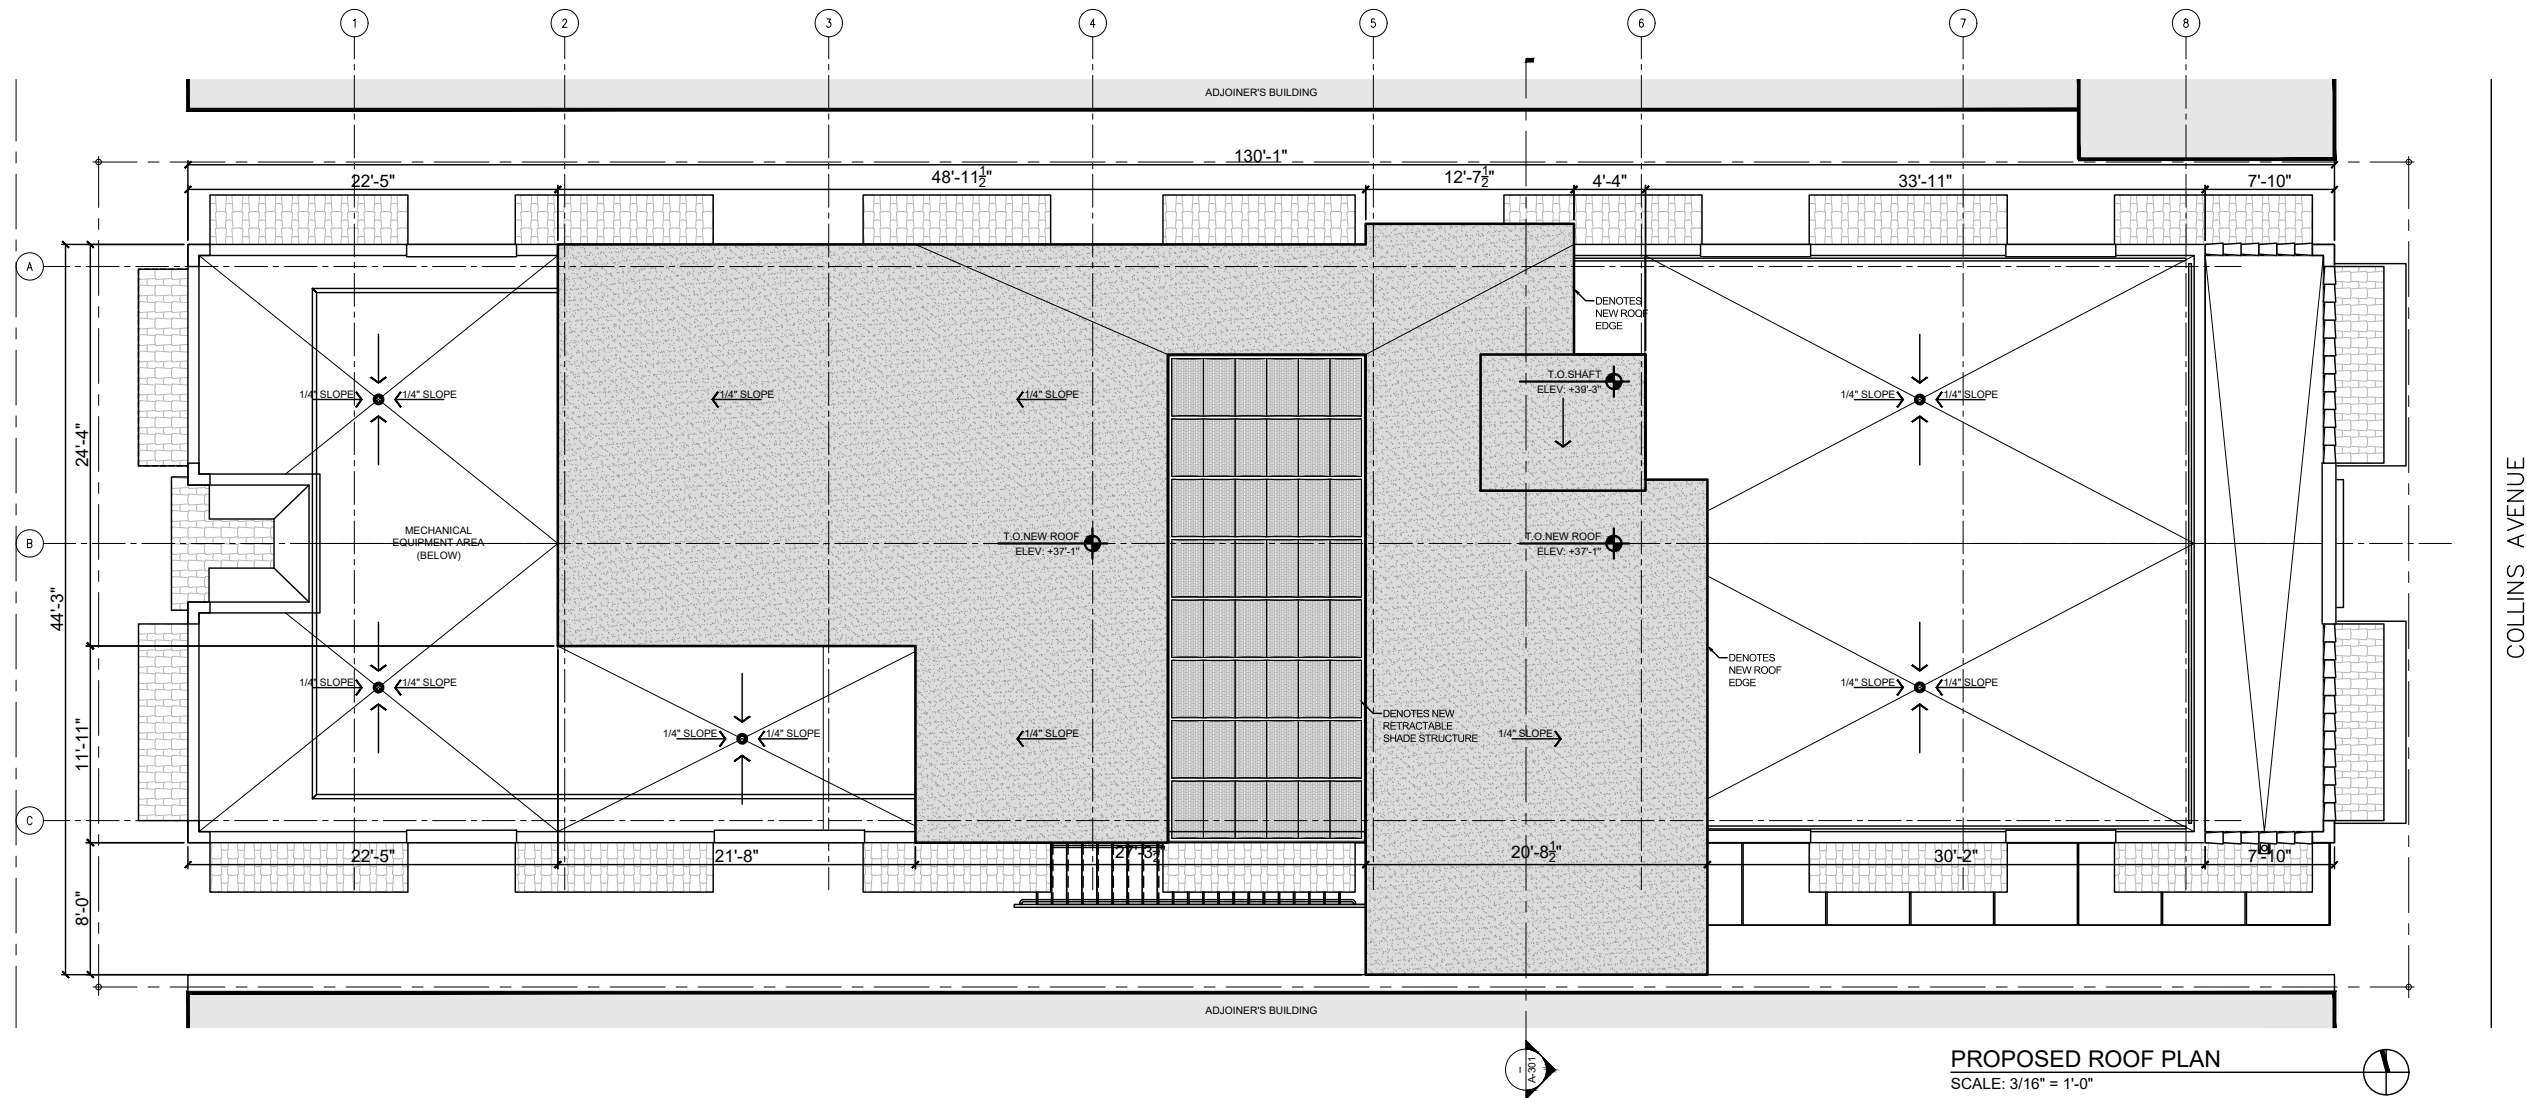 1
2
3
4
5
6
7
8
ADJOINER'S BUILDING
130'-1"
22'-5"
48'-11½"
12'-7½"
4'-4"
33'-11"
7'-10"
A
B
C
DENOTES
NEW ROOF
EDGE
T.O.SHAFT
ELEV: +39'-3"
1/4" SLOPE
1/4" SLOPE
1/4" SLOPE
1/4" SLOPE
1/4" SLOPE
1/4" SLOPE
24'-4"
44'-3"
11'-11"
8'-0"
MECHANICAL
EQUIPMENT AREA
(BELOW)
T.O.NEW ROOF
ELEV: +37'-1"
T.O.NEW ROOF
ELEV: +37'-1"
COLLINS AVENUE
DENOTES
NEW ROOF
EDGE
1/4" SLOPE
1/4" SLOPE
1/4" SLOPE
1/4" SLOPE
DENOTES NEW
RETRACTABLE
SHADE STRUCTURE
1/4" SLOPE
1/4" SLOPE
1/4" SLOPE
1/4" SLOPE
22'-5"
21'-8"
27'-3½"
20'-8½"
30'-2"
7'-10"
ADJOINER'S BUILDING
A-301
PROPOSED ROOF PLAN
SCALE: 3/16" = 1'-0"